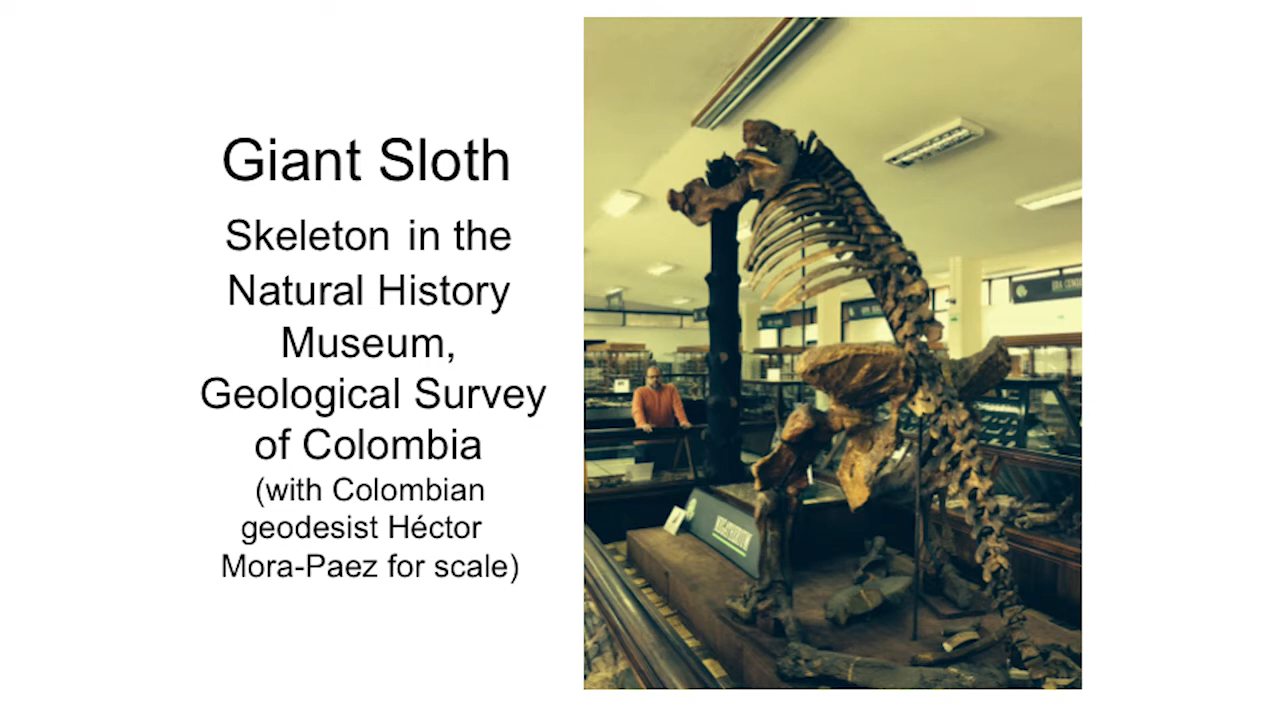 Giant Sloth
Skeleton in the
Natural History
Museum,
Geological Survey
of Colombia
(with Colombian
geodesist Héctor
Mora-Paez for scale)